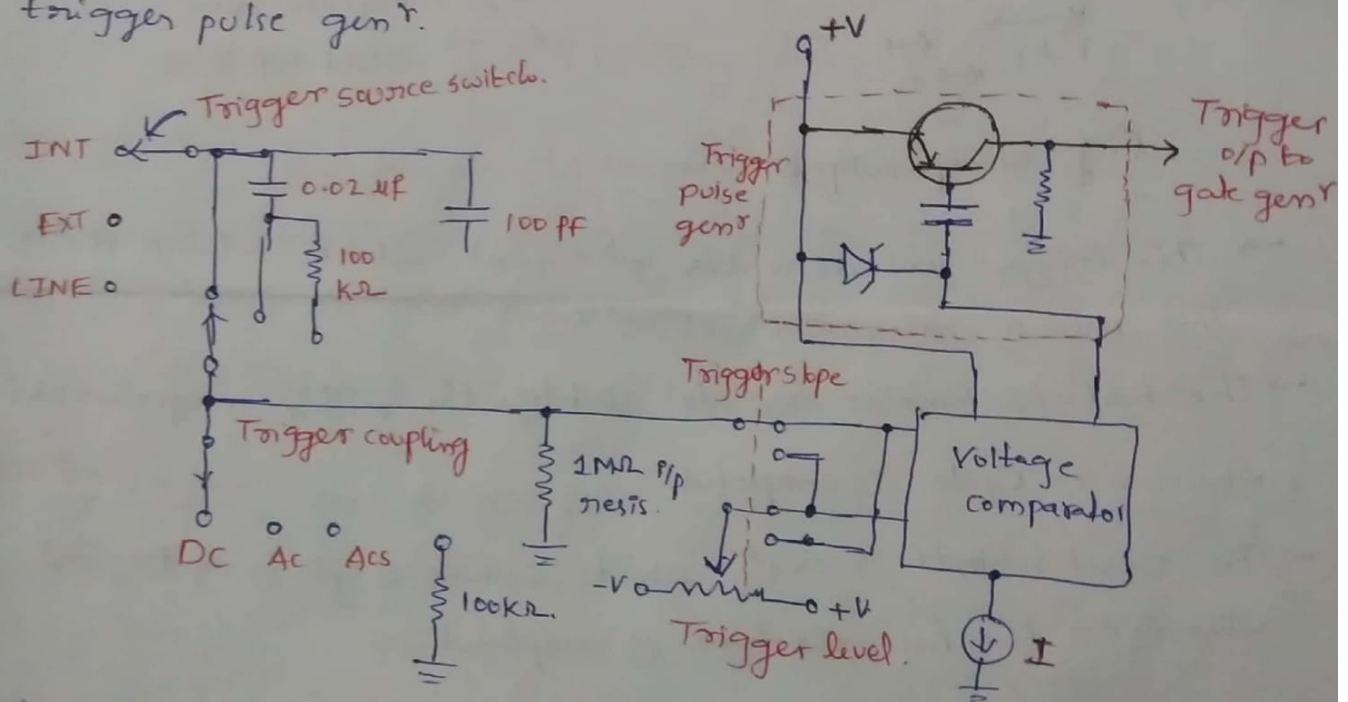 trigger pulse genr.
Trigger source switch.
INT
EXT
LINE
0.02 µf
100
KΩ
100 pf
Trigger coupling
DC
AC
Acs
100KΩ.
1MΩ i/p
resis.
+V
Trigger
pulse
genr
Trigger
o/p to
gate genr
Trigger slope
Voltage
comparator
-V
+V
Trigger level.
I